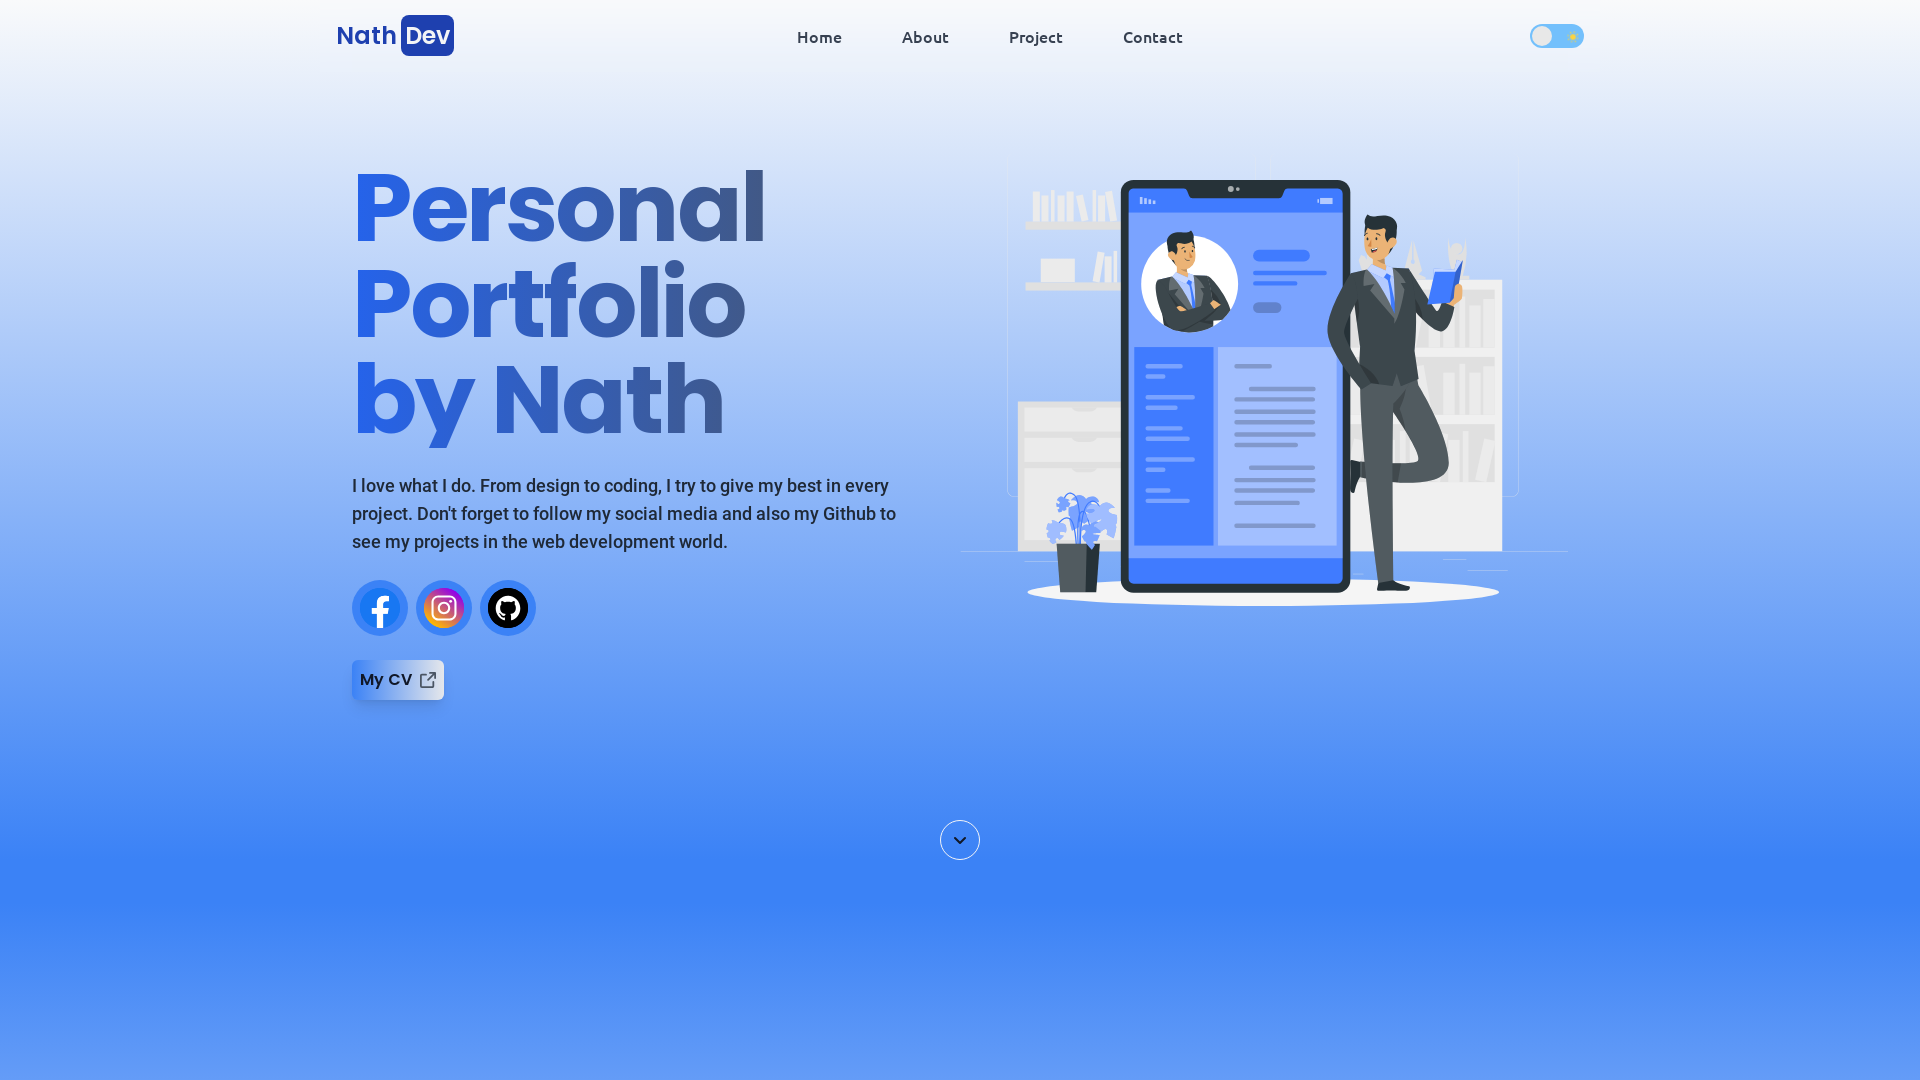 Nath Dev
Home
About
Project
Contact
Personal
Portfolio
by Nath
I love what I do. From design to coding, I try to give my best in every
project. Don't forget to follow my social media and also my Github to
see my projects in the web development world.
My CV